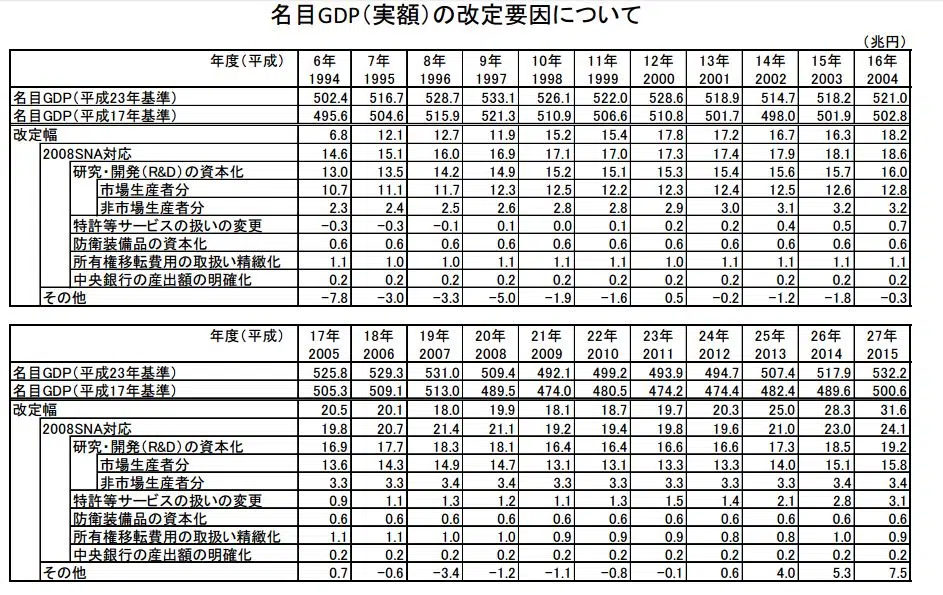 名目GDP(実額)の改定要因について
(兆円)
年度(平成) 6年 7年 8年 9年 10年 11年 12年 13年 14年 15年 16年
1994 1995 1996 1997 1998 1999 2000 2001 2002 2003 2004
名目GDP(平成23年基準) 502.4 516.7 528.7 533.1 526.1 522.0 528.6 518.9 514.7 518.2 521.0
名目GDP(平成17年基準) 495.6 504.6 515.9 521.3 510.9 506.6 510.8 501.7 498.0 501.9 502.8
改定幅 6.8 12.1 12.7 11.9 15.2 15.4 17.8 17.2 16.7 16.3 18.2
2008SNA対応 14.6 15.1 16.0 16.9 17.1 17.0 17.3 17.4 17.9 18.1 18.6
研究・開発(R&D)の資本化 13.0 13.5 14.2 14.9 15.2 15.1 15.3 15.4 15.6 15.7 16.0
市場生産者分 10.7 11.1 11.7 12.3 12.5 12.2 12.3 12.4 12.5 12.6 12.8
非市場生産者分 2.3 2.4 2.5 2.6 2.8 2.8 2.9 3.0 3.1 3.2 3.2
特許等サービスの扱いの変更 −0.3 −0.3 −0.1 0.1 0.0 0.1 0.2 0.2 0.4 0.5 0.7
防衛装備品の資本化 0.6 0.6 0.6 0.6 0.6 0.6 0.6 0.6 0.6 0.6 0.6
所有権移転費用の取扱い精緻化 1.1 1.0 1.0 1.1 1.1 1.1 1.0 1.1 1.1 1.1 1.1
中央銀行の産出額の明確化 0.2 0.2 0.2 0.2 0.2 0.2 0.2 0.2 0.2 0.2 0.2
その他 −7.8 −3.0 −3.3 −5.0 −1.9 −1.6 0.5 −0.2 −1.2 −1.8 −0.3
年度(平成) 17年 18年 19年 20年 21年 22年 23年 24年 25年 26年 27年
2005 2006 2007 2008 2009 2010 2011 2012 2013 2014 2015
名目GDP(平成23年基準) 525.8 529.3 531.0 509.4 492.1 499.2 493.9 494.7 507.4 517.9 532.2
名目GDP(平成17年基準) 505.3 509.1 513.0 489.5 474.0 480.5 474.2 474.4 482.4 489.6 500.6
改定幅 20.5 20.1 18.0 19.9 18.1 18.7 19.7 20.3 25.0 28.3 31.6
2008SNA対応 19.8 20.7 21.4 21.1 19.2 19.4 19.8 19.6 21.0 23.0 24.1
研究・開発(R&D)の資本化 16.9 17.7 18.3 18.1 16.4 16.4 16.6 16.6 17.3 18.5 19.2
市場生産者分 13.6 14.3 14.9 14.7 13.1 13.1 13.3 13.3 14.0 15.1 15.8
非市場生産者分 3.3 3.3 3.4 3.4 3.3 3.3 3.3 3.3 3.3 3.4 3.4
特許等サービスの扱いの変更 0.9 1.1 1.3 1.2 1.1 1.3 1.5 1.4 2.1 2.8 3.1
防衛装備品の資本化 0.6 0.6 0.6 0.6 0.6 0.6 0.6 0.6 0.6 0.6 0.6
所有権移転費用の取扱い精緻化 1.1 1.1 1.0 1.0 0.9 0.9 0.9 0.8 0.8 1.0 0.9
中央銀行の産出額の明確化 0.2 0.2 0.2 0.2 0.2 0.2 0.2 0.2 0.2 0.2 0.2
その他 0.7 −0.6 −3.4 −1.2 −1.1 −0.8 −0.1 0.6 4.0 5.3 7.5